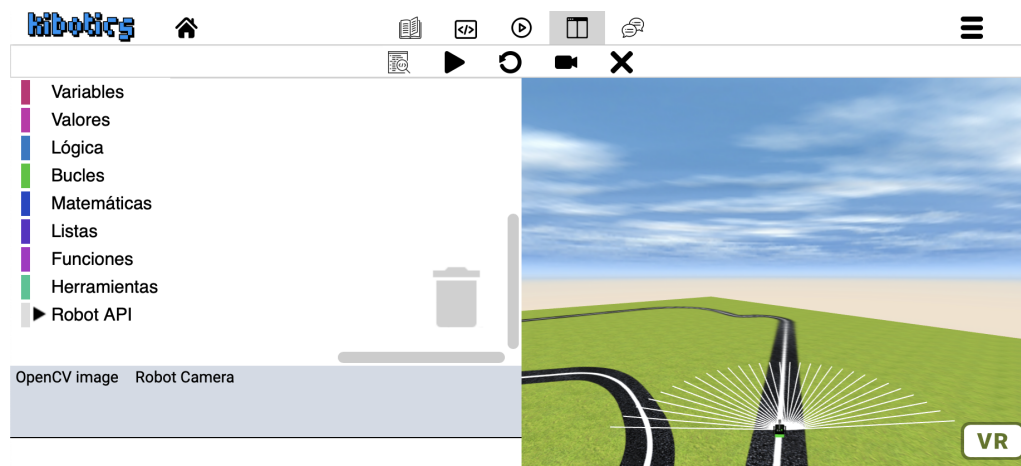 kibotics
Variables
Valores
Lógica
Bucles
Matemáticas
Listas
Funciones
Herramientas
Robot API
OpenCV image Robot Camera
VR